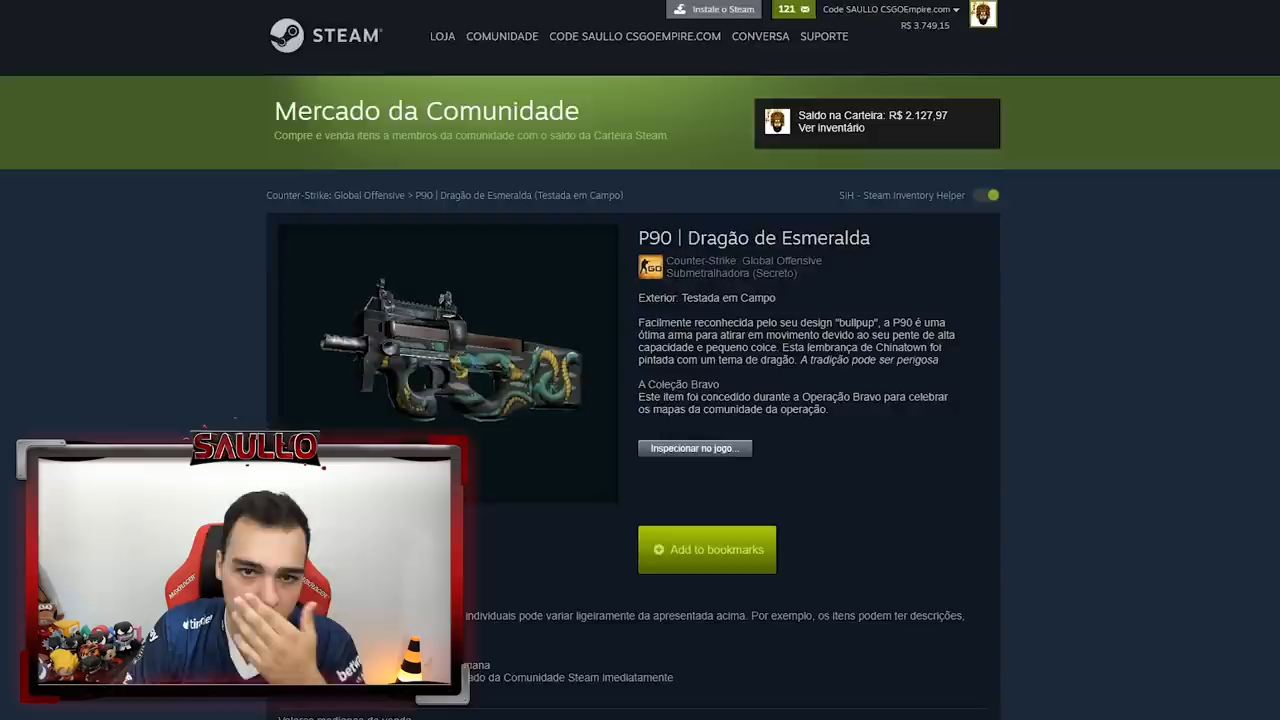 Instale o Steam
121
Code SAULLO CSGOEmpire.com
R$ 3.749,15
STEAM
LOJA COMUNIDADE CODE SAULLO CSGOEMPIRE.COM CONVERSA SUPORTE
Mercado da Comunidade
Compre e venda itens a membros da comunidade com o saldo da Carteira Steam.
Saldo na Carteira: R$ 2.127,97
Ver inventário
Counter-Strike: Global Offensive > P90 | Dragão de Esmeralda (Testada em Campo)
SIH - Steam Inventory Helper
P90 | Dragão de Esmeralda
GO
Counter-Strike: Global Offensive
Submetralhadora (Secreto)
Exterior: Testada em Campo
Facilmente reconhecida pelo seu design "bullpup", a P90 é uma
ótima arma para atirar em movimento devido ao seu pente de alta
capacidade e pequeno coice. Esta lembrança de Chinatown foi
pintada com um tema de dragão. A tradição pode ser perigosa
A Coleção Bravo
Este item foi concedido durante a Operação Bravo para celebrar
os mapas da comunidade da operação.
Inspecionar no jogo...
Add to bookmarks
SAULLO
individuais pode variar ligeiramente da apresentada acima. Por exemplo, os itens podem ter descrições,
mana
ado da Comunidade Steam imediatamente
MAXRACER
Valores medianos de venda